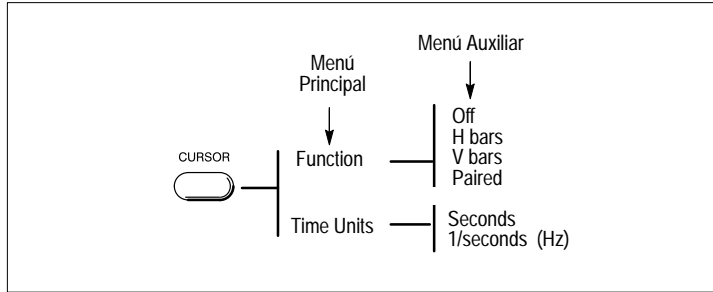 Menú Auxiliar
Menú
Principal
Off
H bars
V bars
Paired
CURSOR
Function
Time Units
Seconds
1/seconds (Hz)